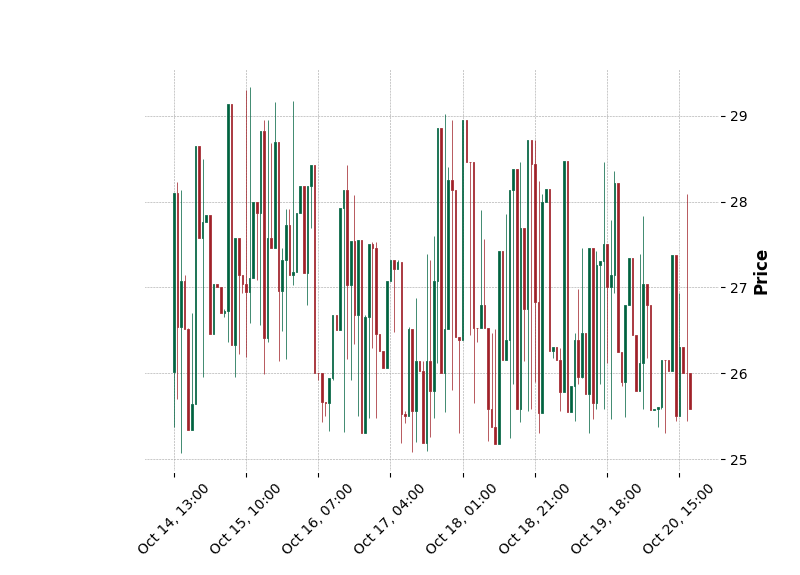 29
28
27
26
25
Price
Oct 14, 13:00
Oct 15, 10:00
Oct 16, 07:00
Oct 17, 04:00
Oct 18, 01:00
Oct 18, 21:00
Oct 19, 18:00
Oct 20, 15:00